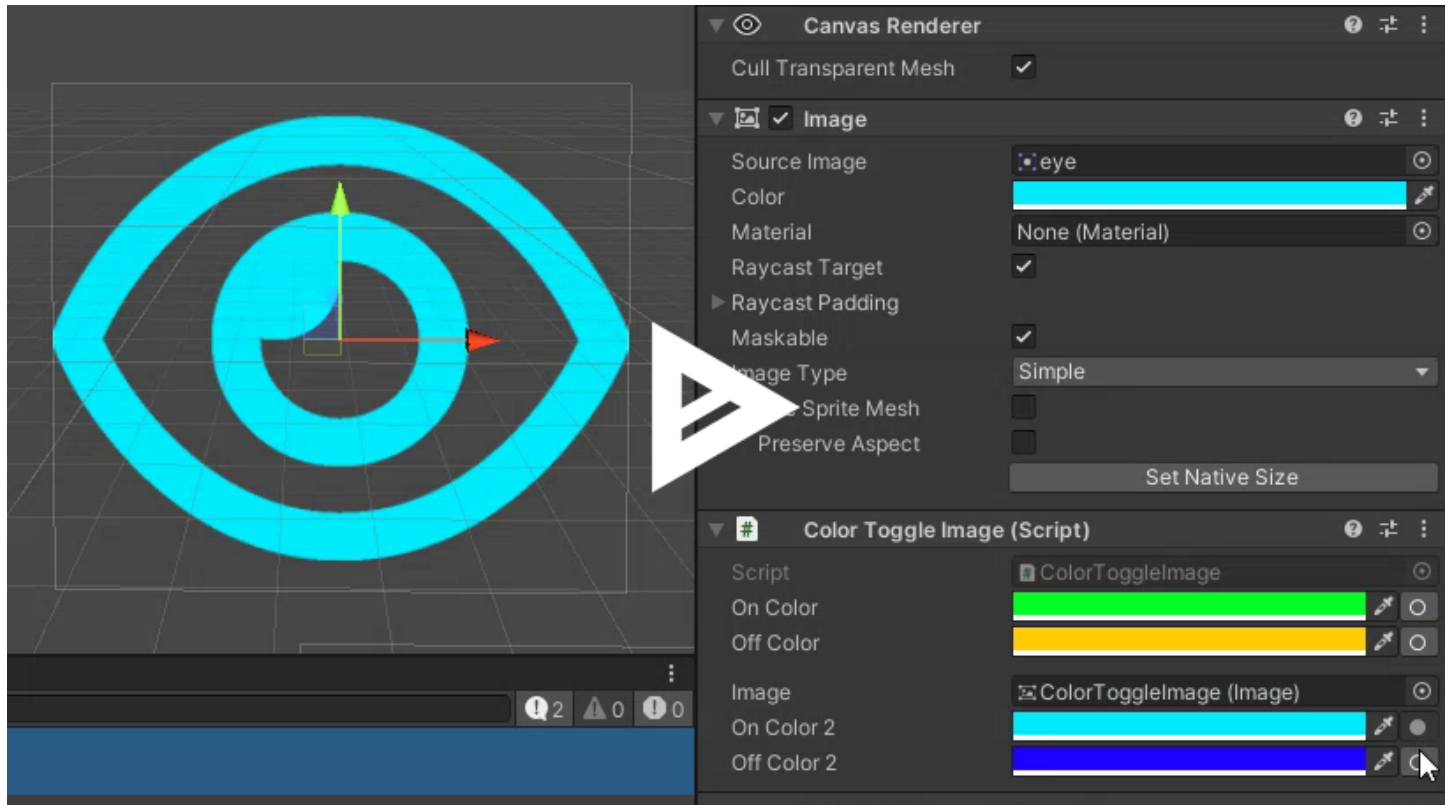 Canvas Renderer
Cull Transparent Mesh
Image
Source Image eye
Color
Material None (Material)
Raycast Target
Raycast Padding
Maskable
Image Type Simple
Sprite Mesh
Preserve Aspect
Set Native Size
Color Toggle Image (Script)
Script # ColorToggleImage
On Color
Off Color
Image ColorToggleImage (Image)
On Color 2
Off Color 2
2 0 0